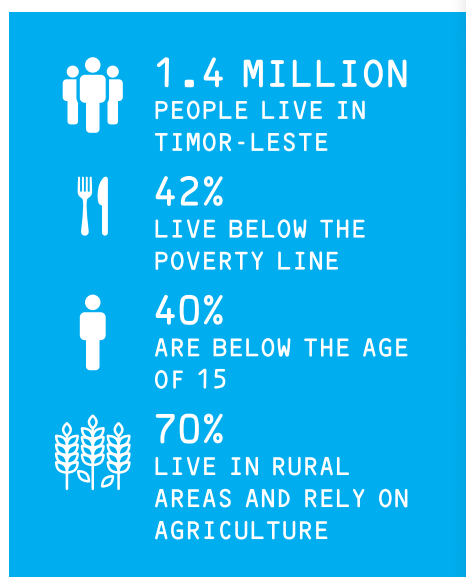 1.4 MILLION
PEOPLE LIVE IN
TIMOR-LESTE
42%
LIVE BELOW THE
POVERTY LINE
40%
ARE BELOW THE AGE
OF 15
70%
LIVE IN RURAL
AREAS AND RELY ON
AGRICULTURE